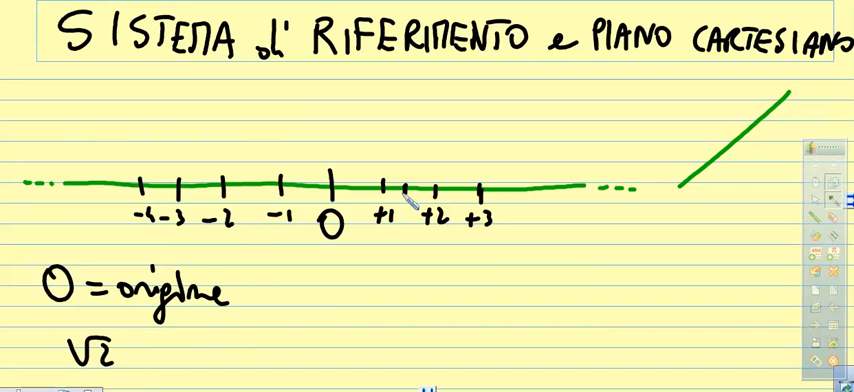 SISTEMA di RIFERIMENTO e PIANO CARTESIANO
-4 -3 -2 -1 0 +1 +2 +3
O = origine
√2